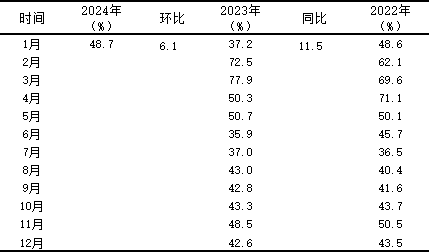 时间 2024年（%） 环比 2023年（%） 同比 2022年（%）
1月 48.7 6.1 37.2 11.5 48.6
2月 72.5 62.1
3月 77.9 69.6
4月 50.3 71.1
5月 50.7 50.1
6月 35.9 45.7
7月 37.0 36.5
8月 43.0 40.4
9月 42.8 41.6
10月 43.3 43.7
11月 48.5 50.5
12月 42.6 43.5